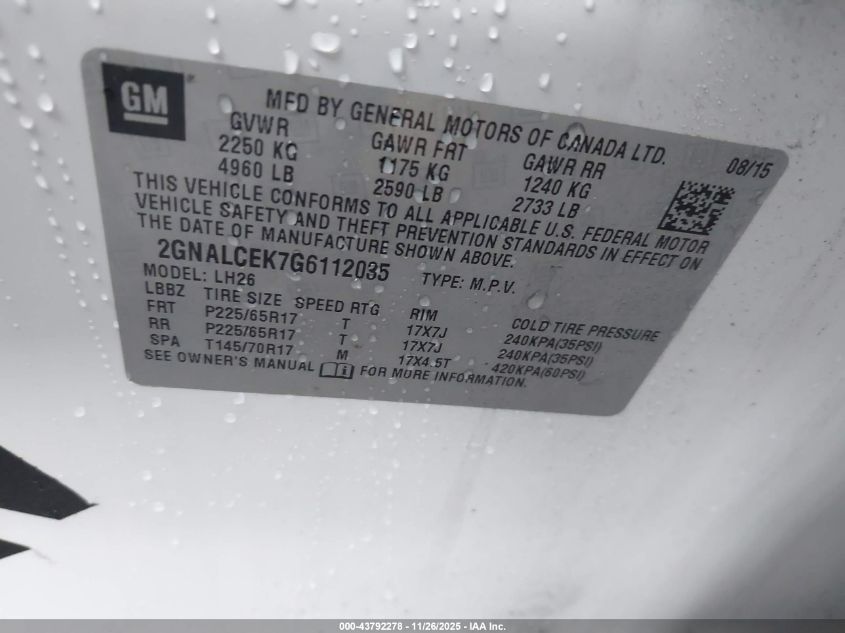 GM
MFD BY GENERAL MOTORS OF CANADA LTD.
GVWR GAWR FRT GAWR RR 08/15
2250 KG 1175 KG 1240 KG
4960 LB 2590 LB 2733 LB
THIS VEHICLE CONFORMS TO ALL APPLICABLE U.S. FEDERAL MOTOR
VEHICLE SAFETY AND THEFT PREVENTION STANDARDS IN EFFECT ON
THE DATE OF MANUFACTURE SHOWN ABOVE.
2GNALCEK7G6112035 TYPE: M.P.V.
MODEL: LH26
LBBZ TIRE SIZE SPEED RTG RIM COLD TIRE PRESSURE
FRT P225/65R17 T 17X7J 240KPA(35PSI)
RR P225/65R17 T 17X7J 240KPA(35PSI)
SPA T145/70R17 M 17X4.5T 420KPA(60PSI)
SEE OWNER'S MANUAL FOR MORE INFORMATION.
000-43792278 - 11/26/2025 - IAA Inc.